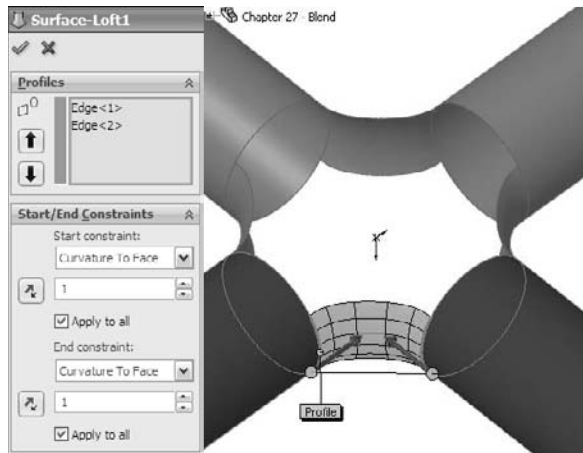 Surface-Loft1
Chapter 27 - Blend
Profiles
Edge<1>
Edge<2>
Start/End Constraints
Start constraint:
Curvature To Face
1
Apply to all
End constraint:
Curvature To Face
1
Apply to all
Profile